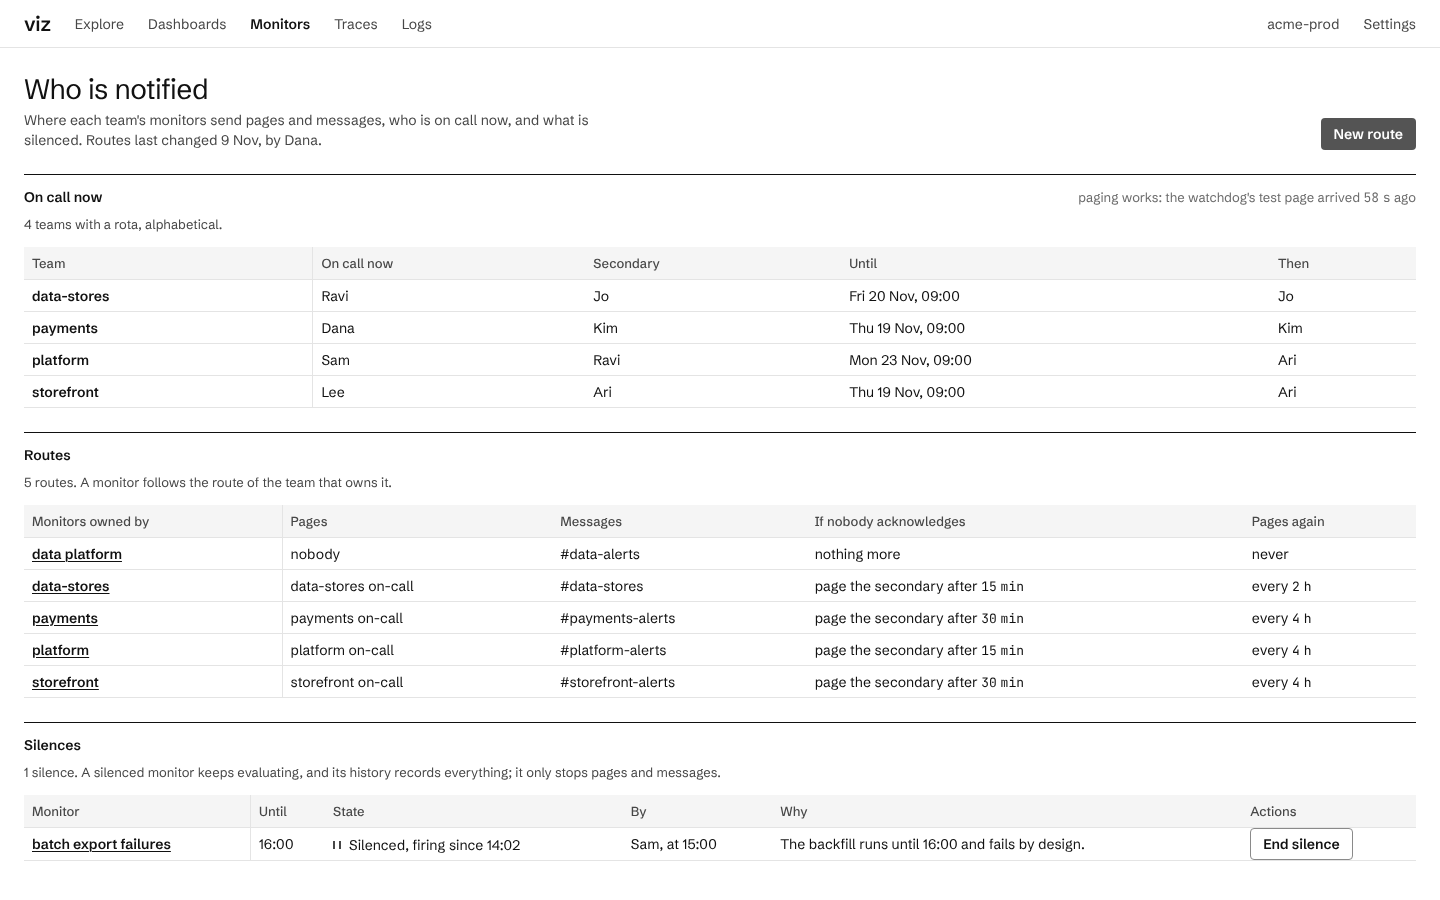 viz Explore Dashboards Monitors Traces Logs acme-prod Settings
Who is notified
Where each team's monitors send pages and messages, who is on call now, and what is
silenced. Routes last changed 9 Nov, by Dana.
New route
On call now paging works: the watchdog's test page arrived 58 s ago
4 teams with a rota, alphabetical.
Team On call now Secondary Until Then
data-stores Ravi Jo Fri 20 Nov, 09:00 Jo
payments Dana Kim Thu 19 Nov, 09:00 Kim
platform Sam Ravi Mon 23 Nov, 09:00 Ari
storefront Lee Ari Thu 19 Nov, 09:00 Ari
Routes
5 routes. A monitor follows the route of the team that owns it.
Monitors owned by Pages Messages If nobody acknowledges Pages again
data platform nobody #data-alerts nothing more never
data-stores data-stores on-call #data-stores page the secondary after 15 min every 2 h
payments payments on-call #payments-alerts page the secondary after 30 min every 4 h
platform platform on-call #platform-alerts page the secondary after 15 min every 4 h
storefront storefront on-call #storefront-alerts page the secondary after 30 min every 4 h
Silences
1 silence. A silenced monitor keeps evaluating, and its history records everything; it only stops pages and messages.
Monitor Until State By Why Actions
batch export failures 16:00 Silenced, firing since 14:02 Sam, at 15:00 The backfill runs until 16:00 and fails by design. End silence